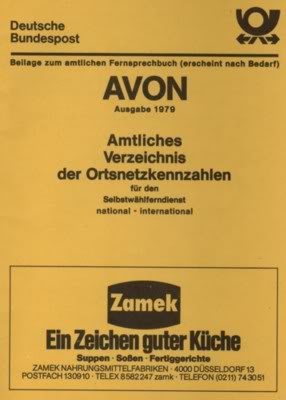 Deutsche
Bundespost
Beilage zum amtlichen Fernsprechbuch (erscheint nach Bedarf)
AVON
Ausgabe 1979
Amtliches
Verzeichnis
der Ortsnetzkennzahlen
für den
Selbstwählferndienst
national - international
Zamek
Ein Zeichen guter Küche
Suppen · Soßen · Fertiggerichte
ZAMEK NAHRUNGSMITTELFABRIKEN · 4000 DÜSSELDORF 13
POSTFACH 130910 · TELEX 8582247 zamk · TELEFON (0211) 743051